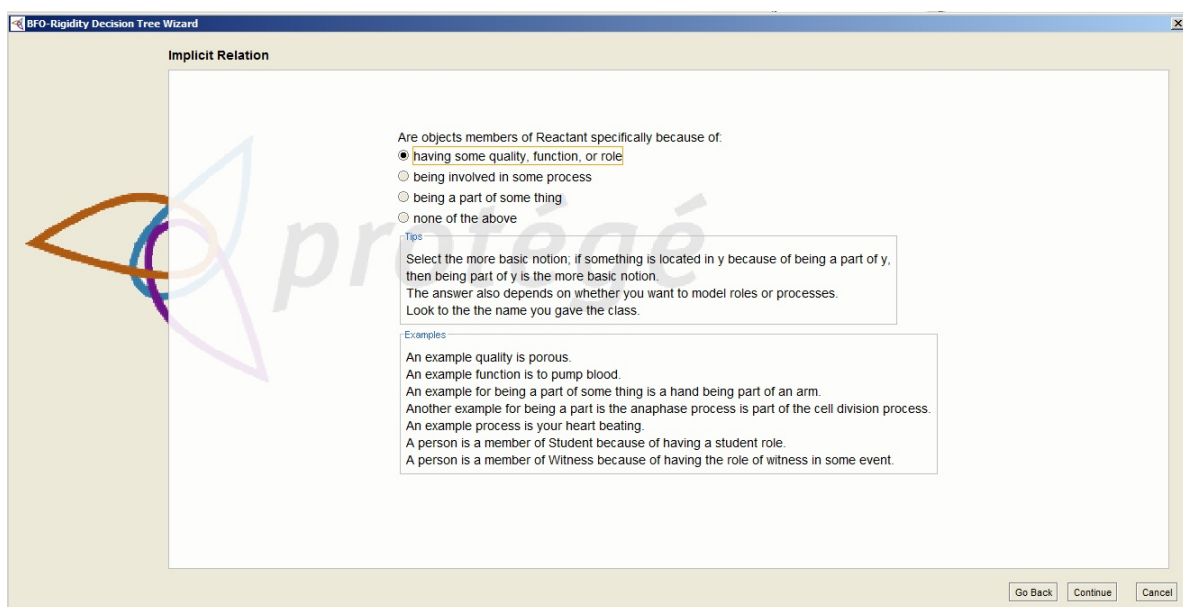 BFO-Rigidity Decision Tree Wizard
Implicit Relation
Are objects members of Reactant specifically because of:
having some quality, function, or role
being involved in some process
being a part of some thing
none of the above
protégé
Tips
Select the more basic notion; if something is located in y because of being a part of y,
then being part of y is the more basic notion.
The answer also depends on whether you want to model roles or processes.
Look to the the name you gave the class.
Examples
An example quality is porous.
An example function is to pump blood.
An example for being a part of some thing is a hand being part of an arm.
Another example for being a part is the anaphase process is part of the cell division process.
An example process is your heart beating.
A person is a member of Student because of having a student role.
A person is a member of Witness because of having the role of witness in some event.
Go Back Continue Cancel